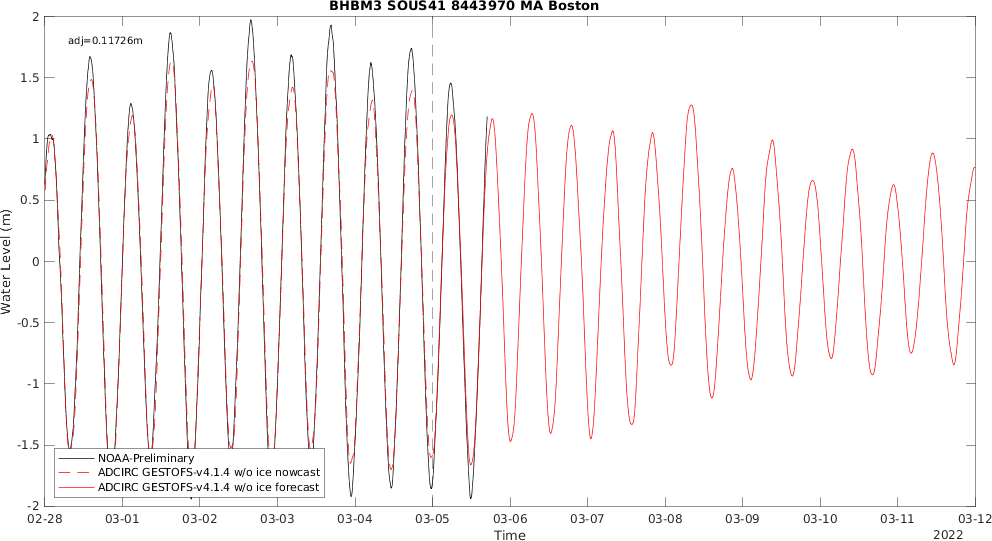 BHBM3 SOUS41 8443970 MA Boston
adj=0.11726m
2
1.5
1
0.5
0
-0.5
-1
-1.5
-2
Water Level (m)
NOAA-Preliminary
ADCIRC GESTOFS-v4.1.4 w/o ice nowcast
ADCIRC GESTOFS-v4.1.4 w/o ice forecast
02-28 03-01 03-02 03-03 03-04 03-05 03-06 03-07 03-08 03-09 03-10 03-11 03-12
Time
2022